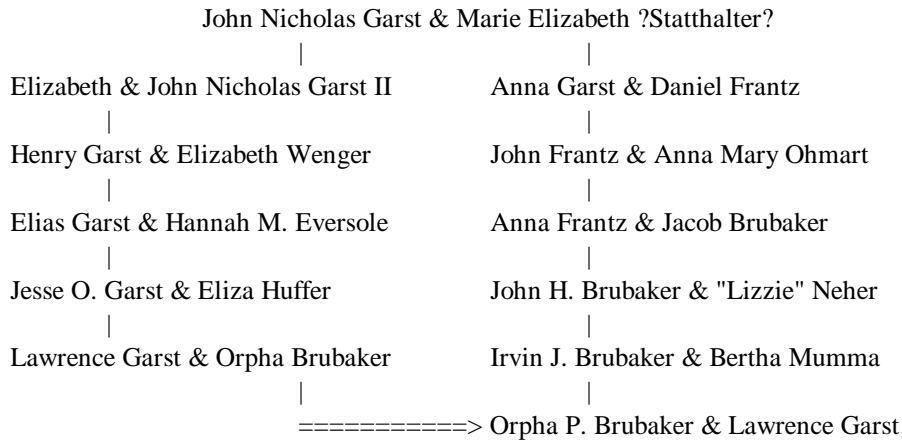 John Nicholas Garst & Marie Elizabeth ?Statthalter?
| |
Elizabeth & John Nicholas Garst II Anna Garst & Daniel Frantz
| |
Henry Garst & Elizabeth Wenger John Frantz & Anna Mary Ohmart
| |
Elias Garst & Hannah M. Eversole Anna Frantz & Jacob Brubaker
| |
Jesse O. Garst & Eliza Huffer John H. Brubaker & "Lizzie" Neher
| |
Lawrence Garst & Orpha Brubaker Irvin J. Brubaker & Bertha Mumma
| |
===========> Orpha P. Brubaker & Lawrence Garst